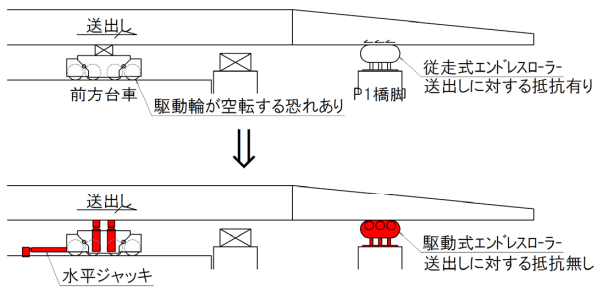 送出し
前方台車
駆動輪が空転する恐れあり
P1橋脚
従走式エンドレスローラー
送出しに対する抵抗有り
送出し
水平ジャッキ
駆動式エンドレスローラー
送出しに対する抵抗無し